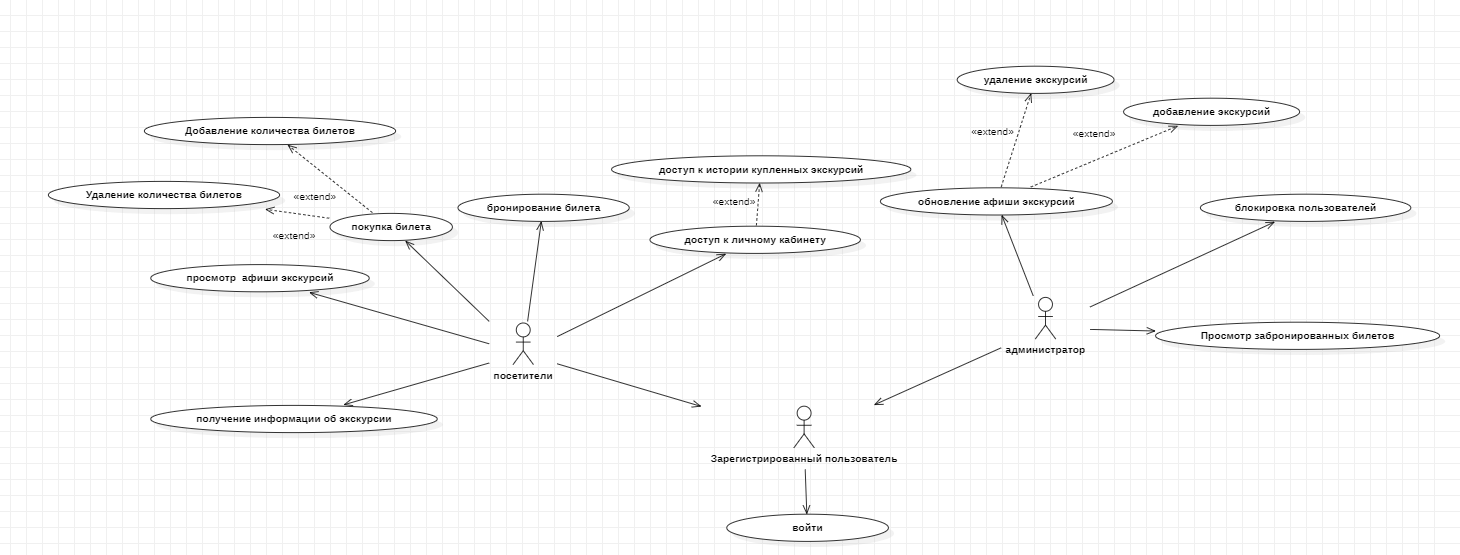 удаление экскурсий
добавление экскурсий
«extend»
«extend»
Добавление количества билетов
доступ к истории купленных экскурсий
Удаление количества билетов
«extend»
«extend»
обновление афиши экскурсий
бронирование билета
блокировка пользователей
покупка билета
«extend»
доступ к личному кабинету
просмотр  афиши экскурсий
Просмотр забронированных билетов
администратор
посетители
получение информации об экскурсии
Зарегистрированный пользователь
войти